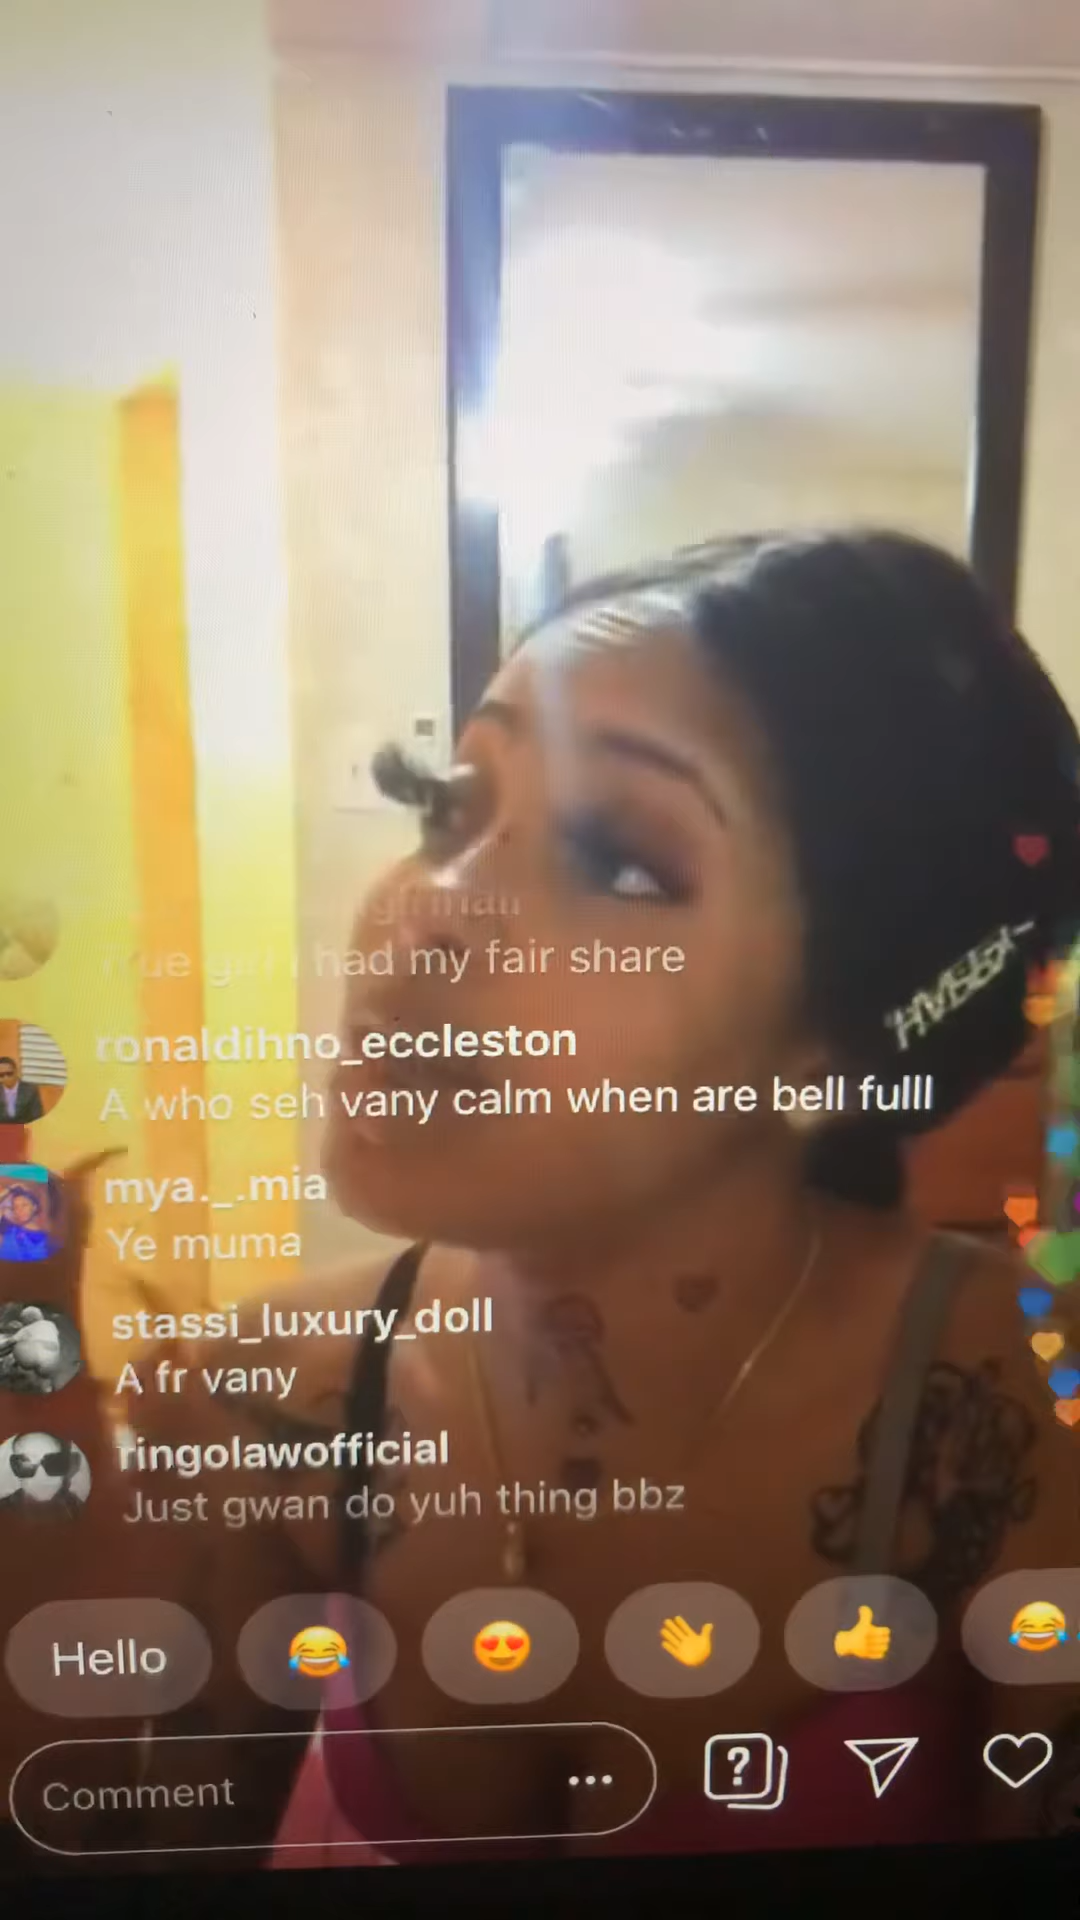 had my fair share
ronaldihno_eccleston
A who seh vany calm when are bell fulll
mya._.mia
Ye muma
stassi_luxury_doll
A fr vany
ringolawofficial
Just gwan do yuh thing bbz
Hello
Comment